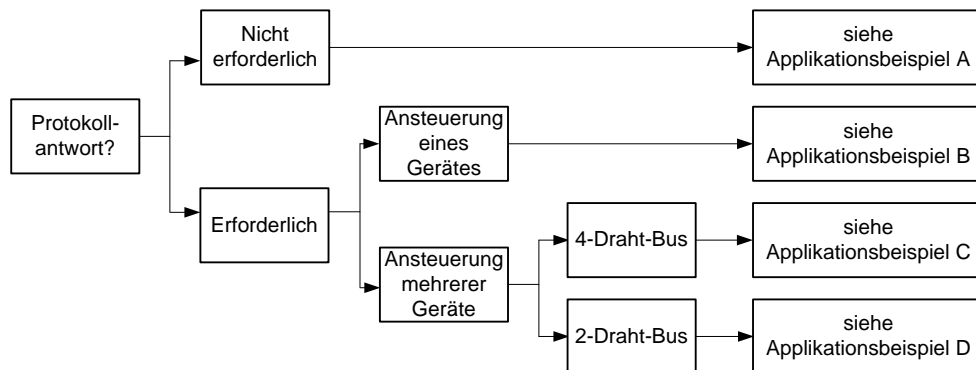 Nicht
erforderlich
siehe
Applikationsbeispiel A
Protokoll-
antwort?
Ansteuerung
eines
Gerätes
siehe
Applikationsbeispiel B
Erforderlich
Ansteuerung
mehrerer
Geräte
4-Draht-Bus
siehe
Applikationsbeispiel C
2-Draht-Bus
siehe
Applikationsbeispiel D